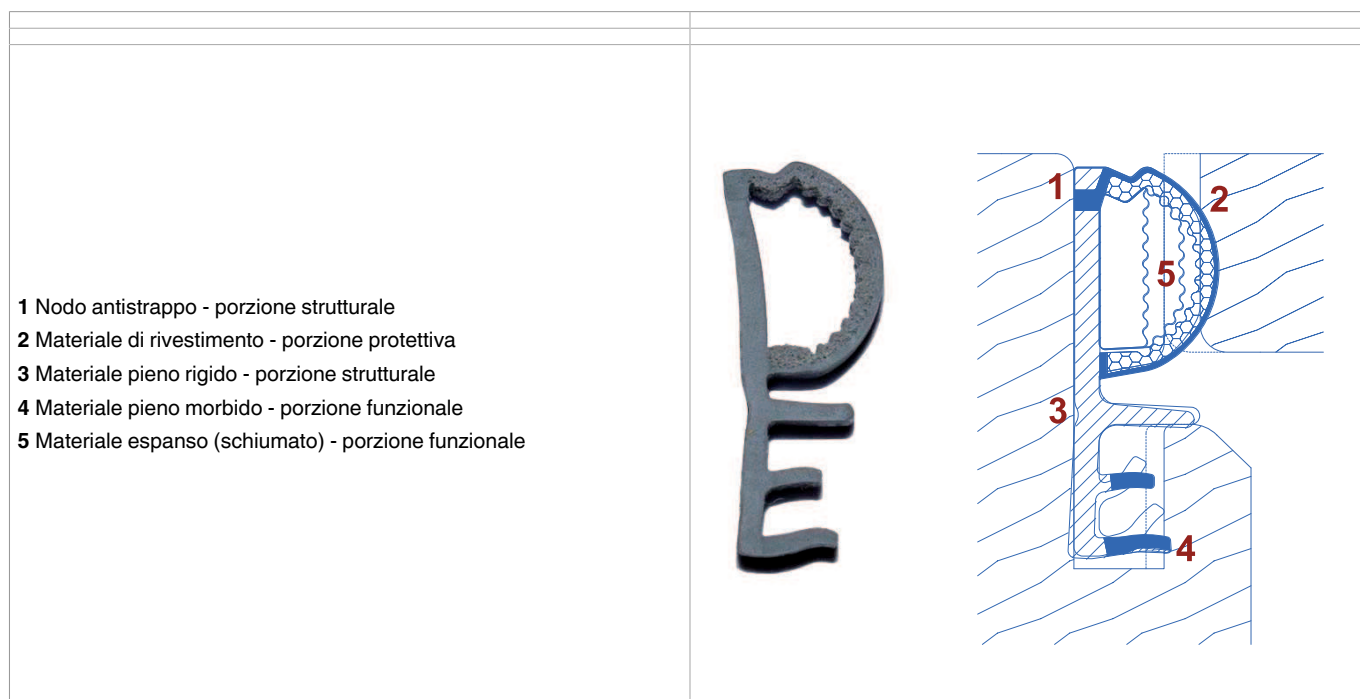 1 Nodo antistrappo - porzione strutturale
2 Materiale di rivestimento - porzione protettiva
3 Materiale pieno rigido - porzione strutturale
4 Materiale pieno morbido - porzione funzionale
5 Materiale espanso (schiumato) - porzione funzionale
1
2
5
3
4